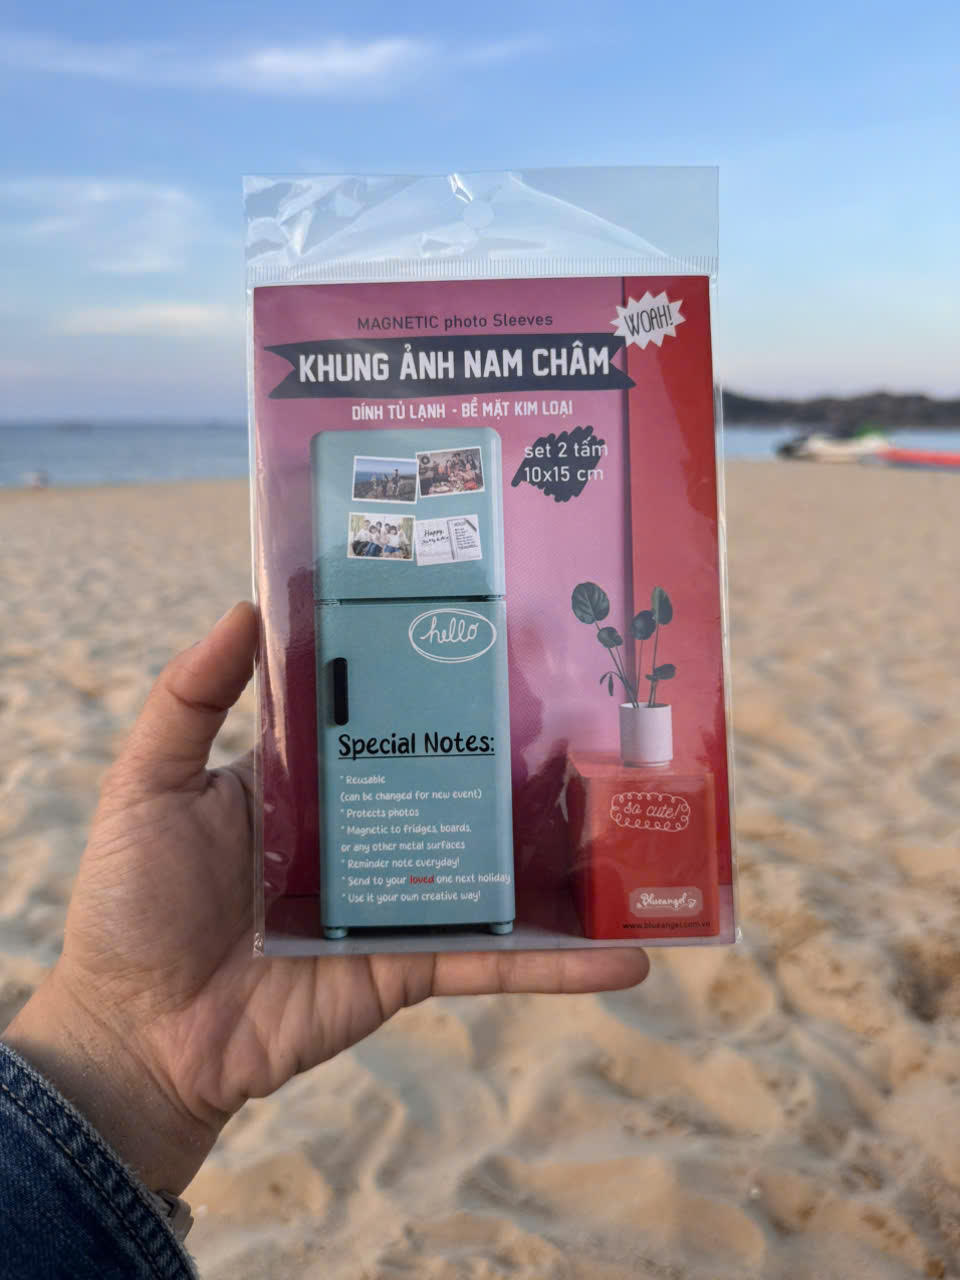 MAGNETIC photo Sleeves
WOAH!
KHUNG ẢNH NAM CHÂM
DÍNH TỦ LẠNH - BỀ MẶT KIM LOẠI
set 2 tấm
10x15 cm
Happy
hello
Special Notes:
* Reusable
(can be changed for new event)
* Protects photos
* Magnetic to fridges, boards,
or any other metal surfaces
* Reminder note everyday!
* Send to your loved one next holiday
* Use it your own creative way!
so cute!
Blueangel
www.blueangel.com.vn